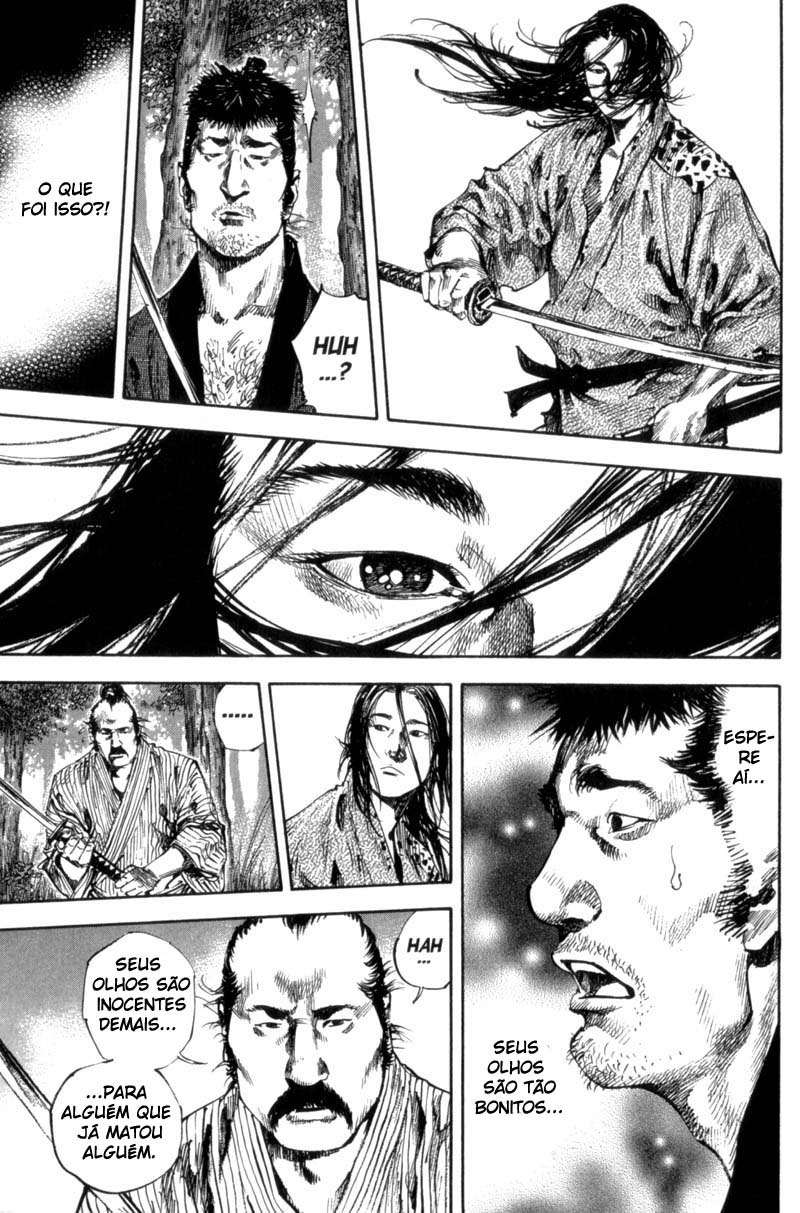 HUH
...?
O QUE
FOI ISSO?!
ESPE-
RE
AÍ...
SEUS
OLHOS
SÃO TÃO
BONITOS...
.....
HAH
...
SEUS
OLHOS SÃO
INOCENTES
DEMAIS...
...PARA
ALGUÉM QUE
JÁ MATOU
ALGUÉM.